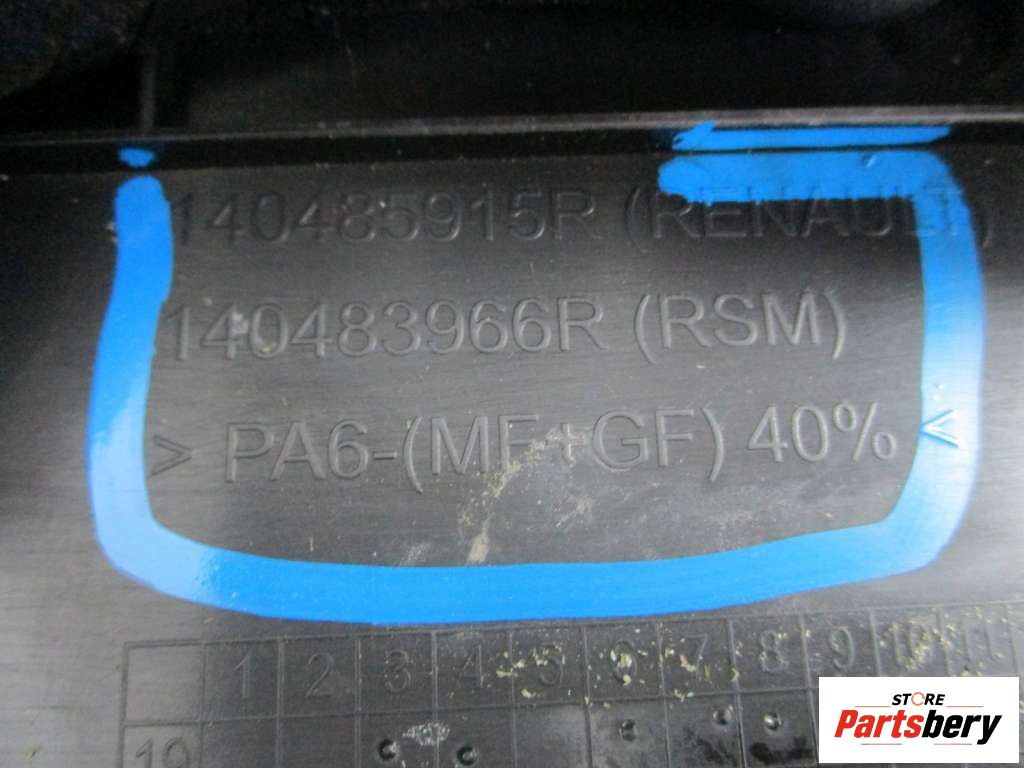 140485915R (RENAULT)
140483966R (RSM)
> PA6-(MF+GF) 40% <
1 2 3 4 5 6 7 8 9 10 11
19
STORE
Partsbery